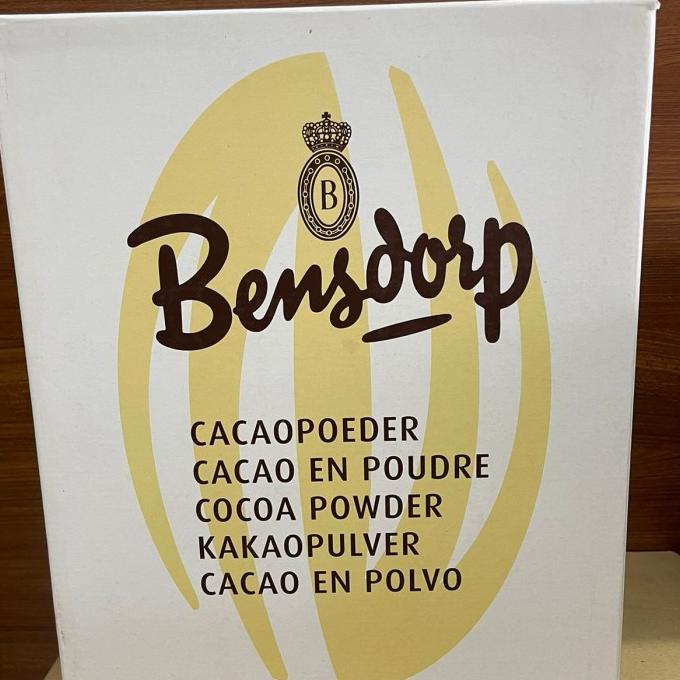 B
Bensdorp
CACAOPOEDER
CACAO EN POUDRE
COCOA POWDER
KAKAOPULVER
CACAO EN POLVO